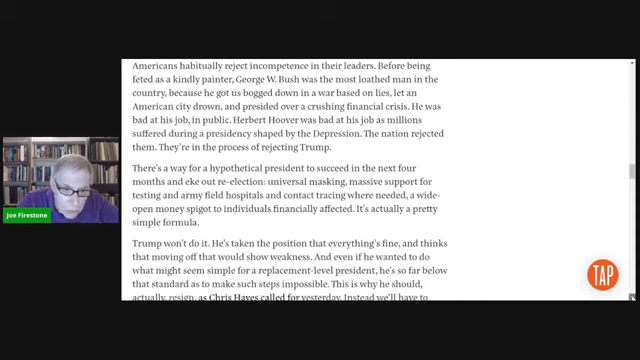 Americans habitually reject incompetence in their leaders. Before being
feted as a kindly painter, George W. Bush was the most loathed man in the
country, because he got us bogged down in a war based on lies, let an
American city drown, and presided over a crushing financial crisis. He was
bad at his job, in public. Herbert Hoover was bad at his job as millions
suffered during a presidency shaped by the Depression. The nation rejected
them. They're in the process of rejecting Trump.
There's a way for a hypothetical president to succeed in the next four
months and eke out re-election: universal masking, massive support for
testing and army field hospitals and contact tracing where needed, a wide-
open money spigot to individuals financially affected. It's actually a pretty
simple formula.
Trump won't do it. He's taken the position that everything's fine, and thinks
that moving off that would show weakness. And even if he wanted to do
what might seem simple for a replacement-level president, he's so far below
that standard as to make such steps impossible. This is why he should,
actually, resign, as Chris Hayes called for yesterday. Instead we'll have to
Joe Firestone
TAP